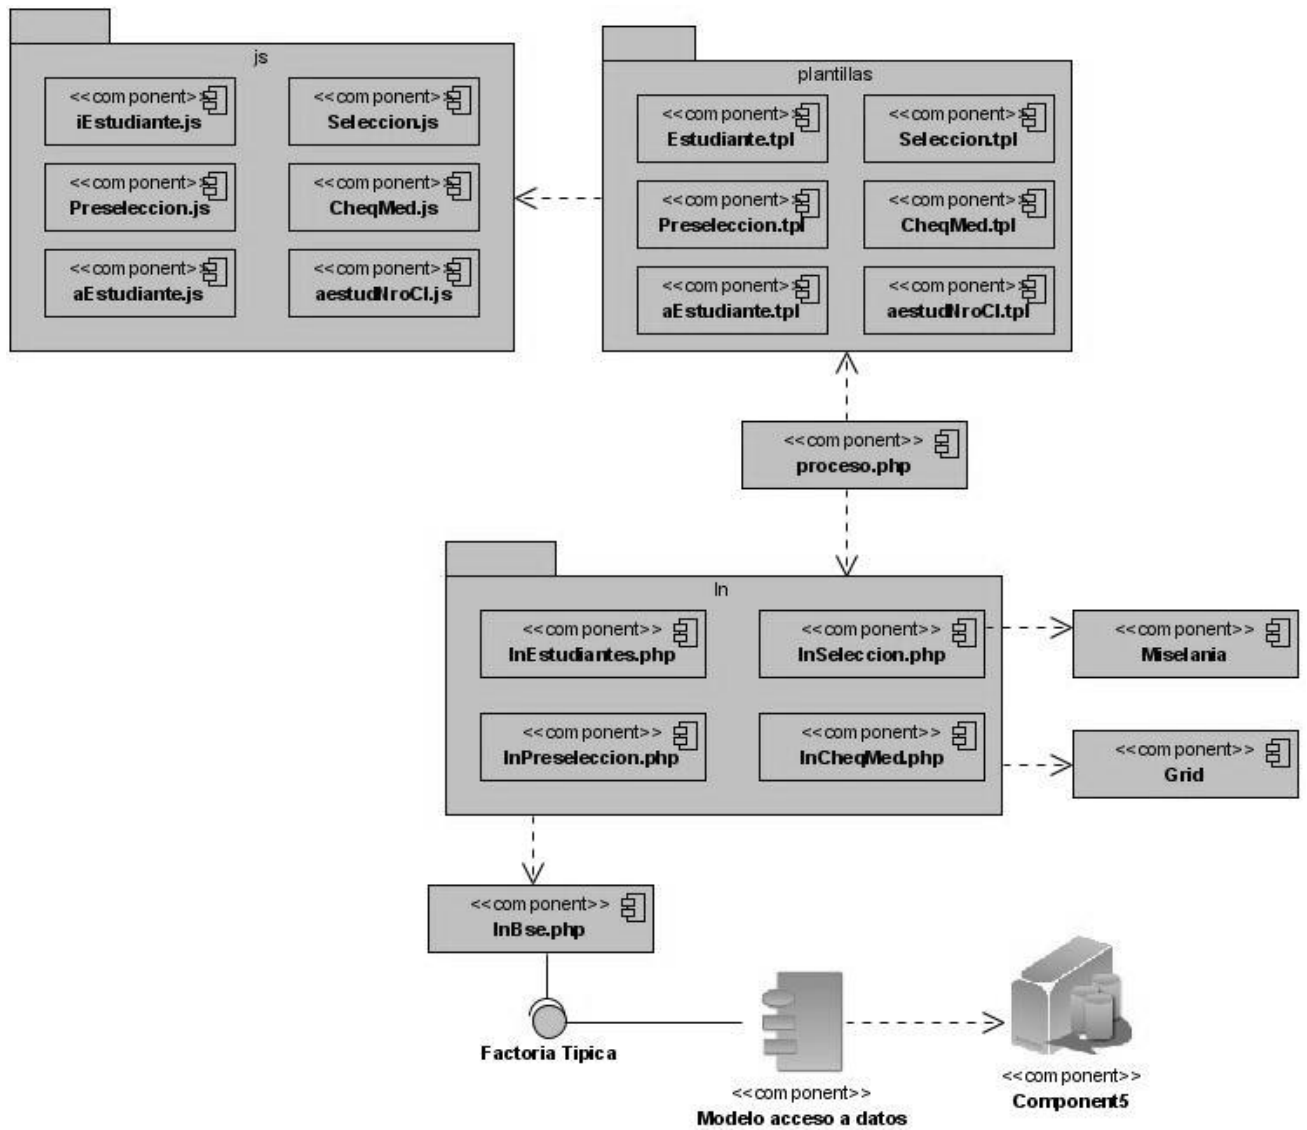 js
<<component>>
iEstudiante.js
<<component>>
Seleccion.js
<<component>>
Preseleccion.js
<<component>>
CheqMed.js
<<component>>
aEstudiante.js
<<component>>
aestudNroCI.js
plantillas
<<component>>
Estudiante.tpl
<<component>>
Seleccion.tpl
<<component>>
Preseleccion.tpl
<<component>>
CheqMed.tpl
<<component>>
aEstudiante.tpl
<<component>>
aestudNroCI.tpl
<<component>>
proceso.php
ln
<<component>>
lnEstudiantes.php
<<component>>
lnSeleccion.php
<<component>>
lnPreseleccion.php
<<component>>
lnCheqMed.php
<<component>>
Miselania
<<component>>
Grid
<<component>>
lnBse.php
Factoria Tipica
<<component>>
Modelo acceso a datos
<<component>>
Component5